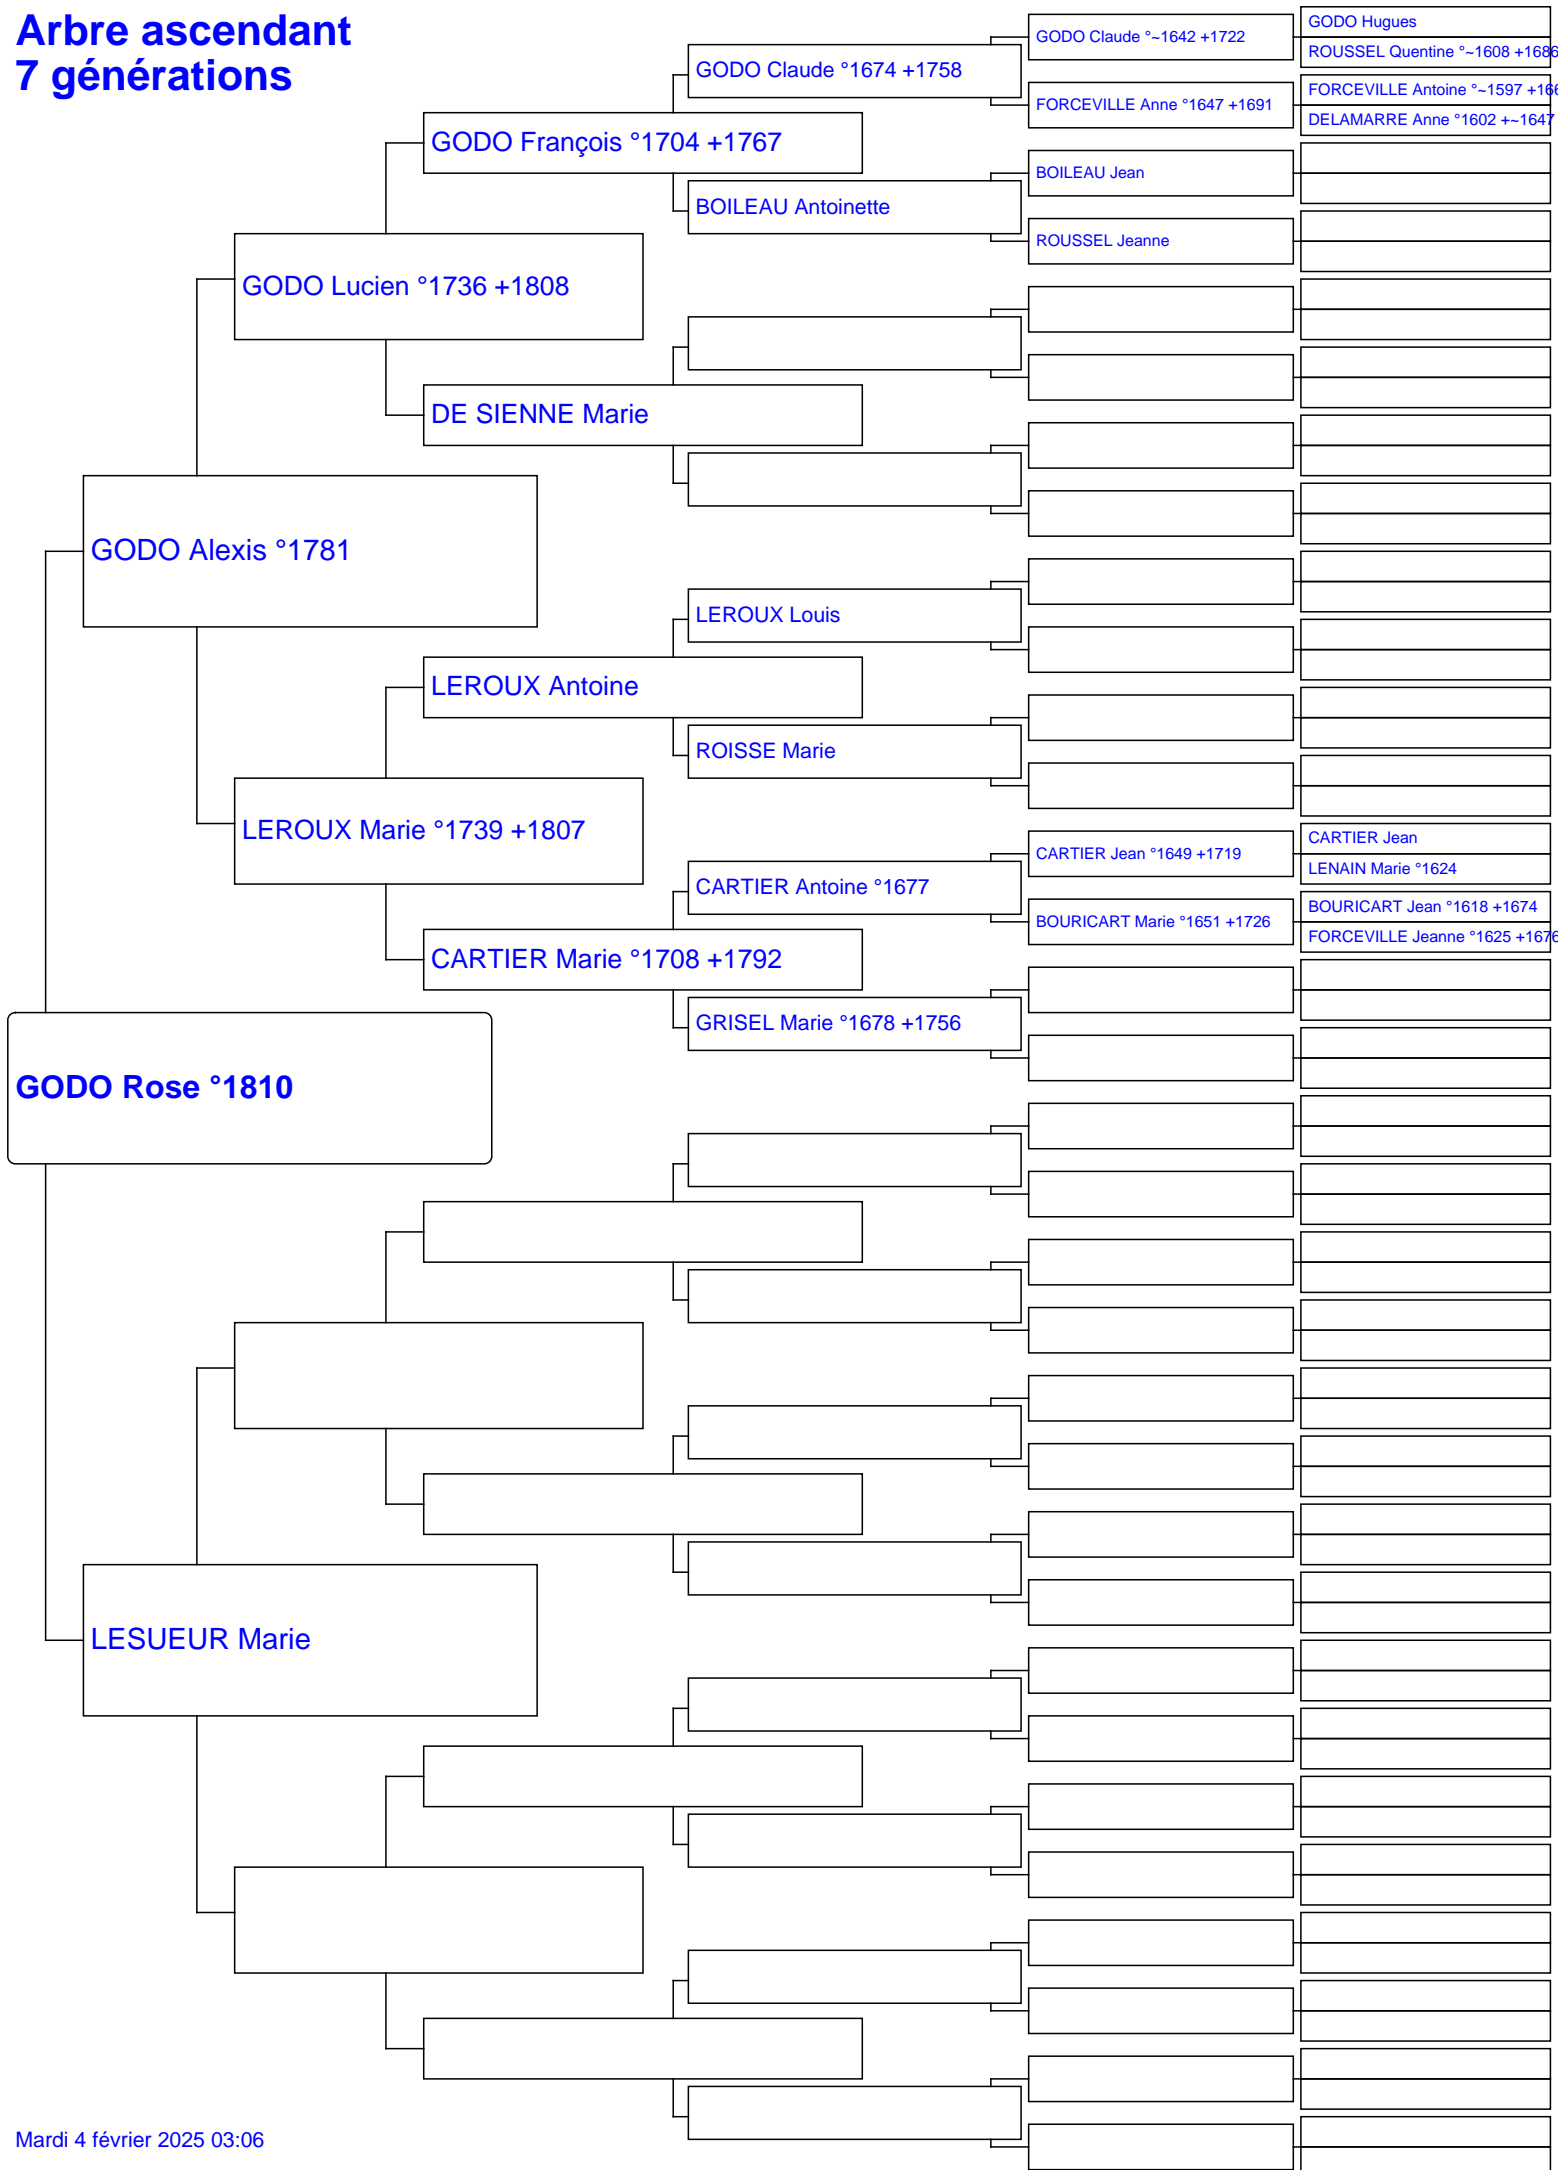 Arbre ascendant
7 générations
GODO Rose °1810
GODO Alexis °1781
LESUEUR Marie
GODO Lucien °1736 +1808
LEROUX Marie °1739 +1807
GODO François °1704 +1767
DE SIENNE Marie
LEROUX Antoine
CARTIER Marie °1708 +1792
GODO Claude °1674 +1758
BOILEAU Antoinette
LEROUX Louis
ROISSE Marie
CARTIER Antoine °1677
GRISEL Marie °1678 +1756
GODO Claude °~1642 +1722
FORCEVILLE Anne °1647 +1691
BOILEAU Jean
ROUSSEL Jeanne
CARTIER Jean °1649 +1719
BOURICART Marie °1651 +1726
GODO Hugues
ROUSSEL Quentine °~1608 +1686
FORCEVILLE Antoine °~1597
DELAMARRE Anne °1602 +~1647
CARTIER Jean
LENAIN Marie °1624
BOURICART Jean °1618 +1674
FORCEVILLE Jeanne °1625 +1676
Mardi 4 février 2025 03:06